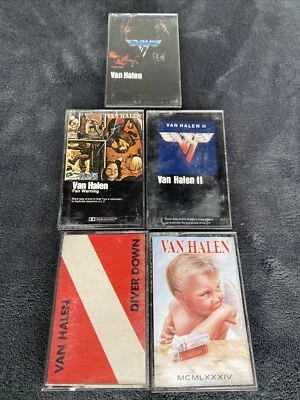 Van Halen
VAN HALEN
Van Halen
Fair Warning
VAN HALEN II
Van Halen II
VAN HALEN
DIVER DOWN
VAN HALEN
MCMLXXXIV